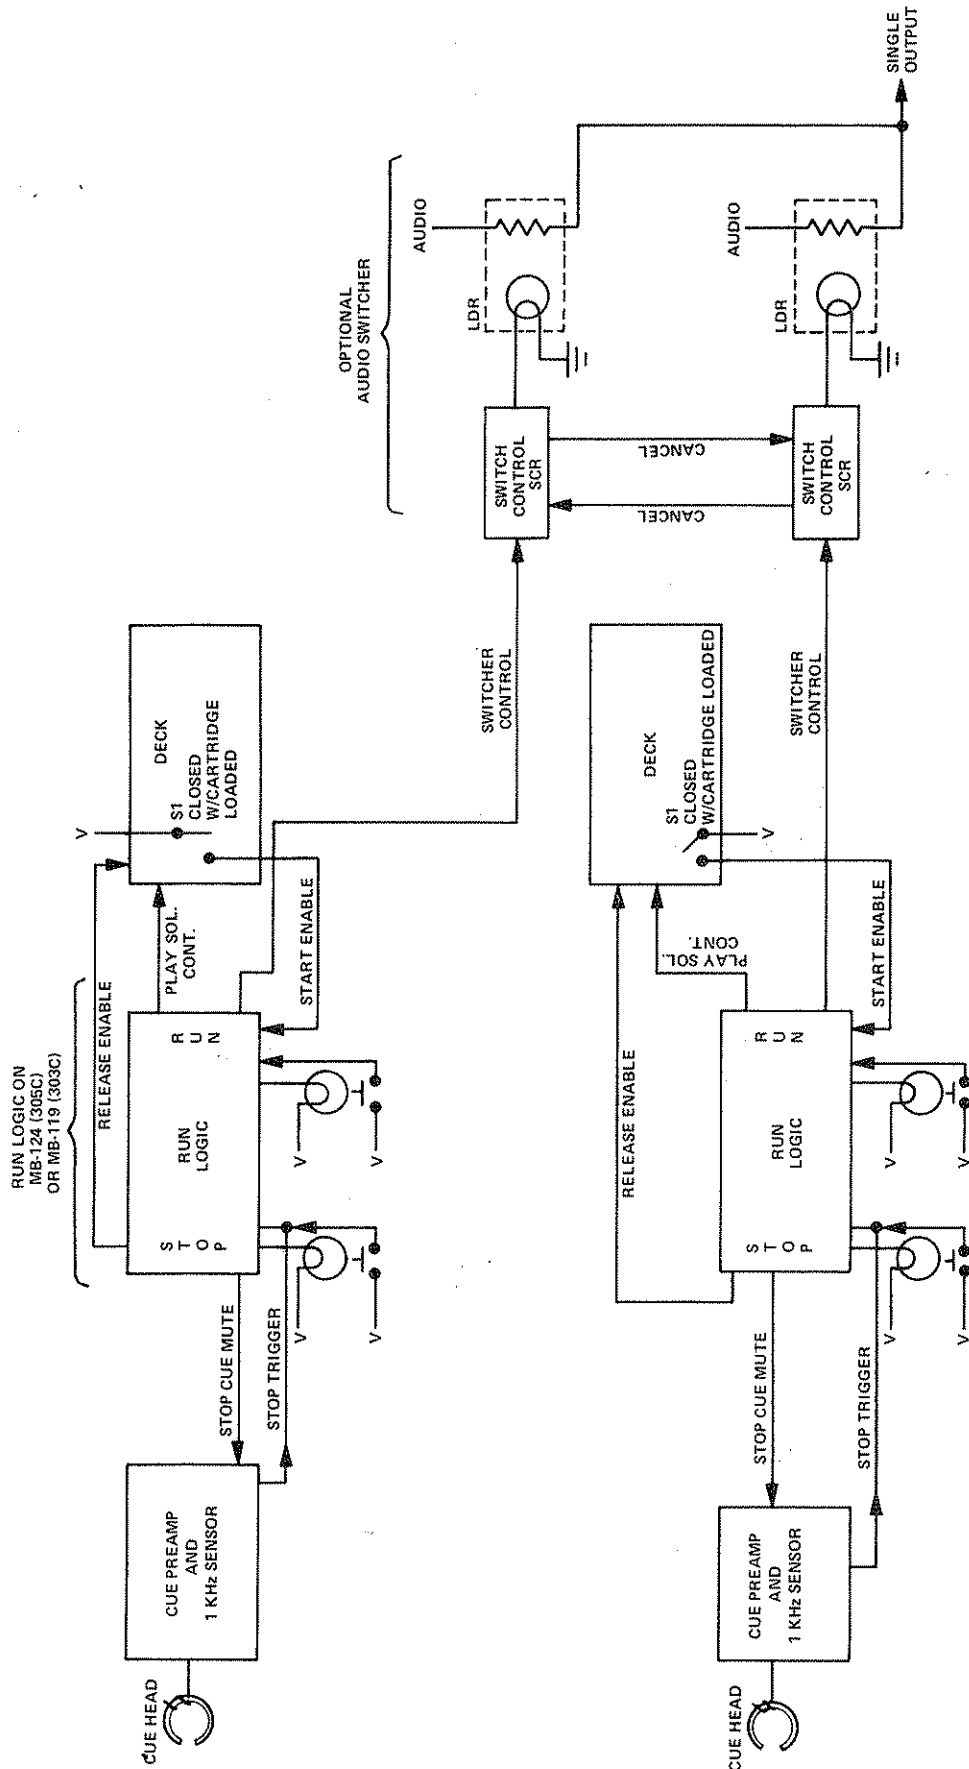 RUN LOGIC ON
MB-124 (305C)
OR MB-119 (303C)
CUE HEAD
CUE PREAMP
AND
1 KHz SENSOR
STOP CUE MUTE
STOP TRIGGER
RELEASE ENABLE
STOP
RUN
LOGIC
RUN
V
V
V
V
PLAY SOL.
CONT.
START ENABLE
V
DECK
S1
CLOSED
W/CARTRIDGE
LOADED
SWITCHER
CONTROL
OPTIONAL
AUDIO SWITCHER
SWITCH
CONTROL
SCR
LDR
AUDIO
CANCEL
CANCEL
CUE HEAD
CUE PREAMP
AND
1 KHz SENSOR
STOP CUE MUTE
STOP TRIGGER
RELEASE ENABLE
STOP
RUN
LOGIC
RUN
V
V
V
V
PLAY SOL.
CONT.
START ENABLE
DECK
S1
CLOSED
W/CARTRIDGE LOADED
V
SWITCHER
CONTROL
SWITCH
CONTROL
SCR
LDR
AUDIO
SINGLE
OUTPUT